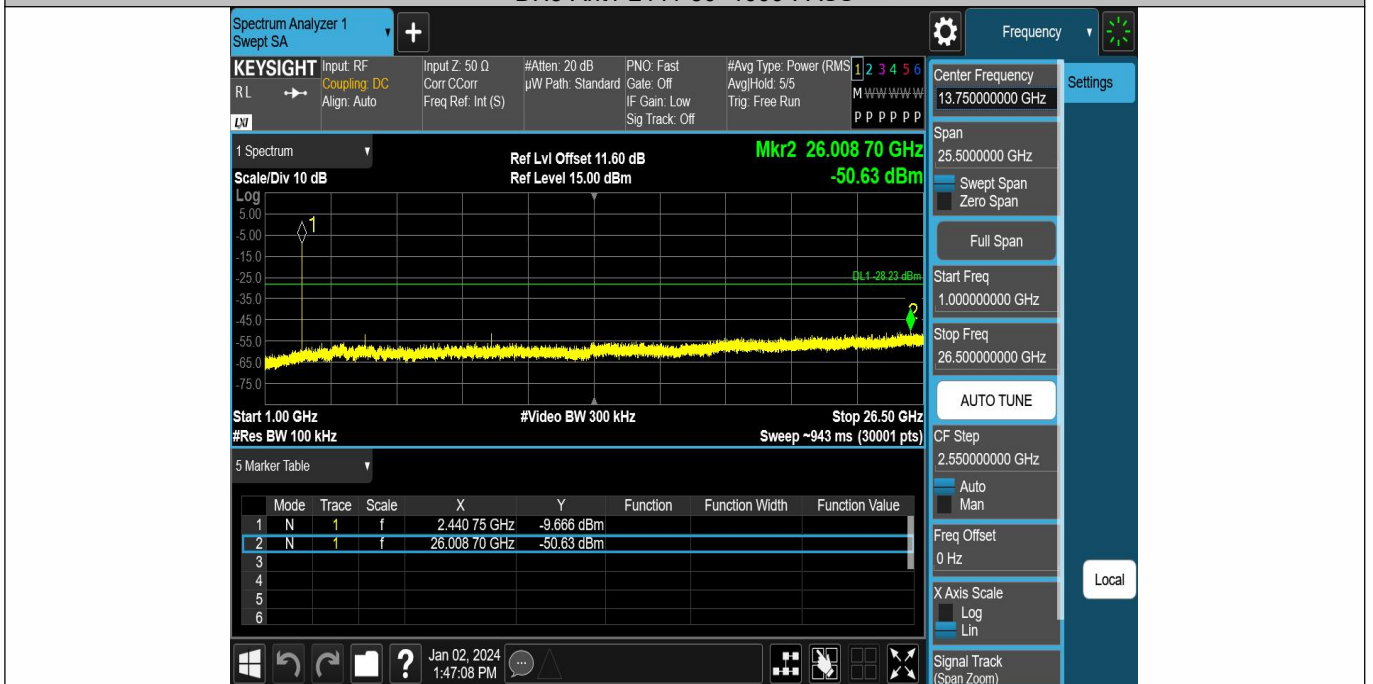 Spectrum Analyzer 1
Swept SA
Frequency
KEYSIGHT
RL
LXI
Input: RF
Coupling: DC
Align: Auto
Input Z: 50 Ω
Corr CCorr
Freq Ref: Int (S)
#Atten: 20 dB
µW Path: Standard
PNO: Fast
Gate: Off
IF Gain: Low
Sig Track: Off
#Avg Type: Power (RMS
Avg|Hold: 5/5
Trig: Free Run
1 2 3 4 5 6
M W W W W W
P P P P P P
1 Spectrum
Scale/Div 10 dB
Ref Lvl Offset 11.60 dB
Ref Level 15.00 dBm
Mkr2 26.008 70 GHz
-50.63 dBm
Log
5.00
-5.00
-15.0
-25.0
-35.0
-45.0
-55.0
-65.0
-75.0
1
DL1 -28.23 dBm
2
Start 1.00 GHz
#Video BW 300 kHz
Stop 26.50 GHz
#Res BW 100 kHz
Sweep ~943 ms (30001 pts)
5 Marker Table
Mode Trace Scale X Y Function Function Width Function Value
1 N 1 f 2.440 75 GHz -9.666 dBm
2 N 1 f 26.008 70 GHz -50.63 dBm
3
4
5
6
?
Jan 02, 2024
1:47:08 PM
Center Frequency
13.750000000 GHz
Settings
Span
25.5000000 GHz
Swept Span
Zero Span
Full Span
Start Freq
1.000000000 GHz
Stop Freq
26.500000000 GHz
AUTO TUNE
CF Step
2.550000000 GHz
Auto
Man
Freq Offset
0 Hz
X Axis Scale
Log
Lin
Local
Signal Track
(Span Zoom)